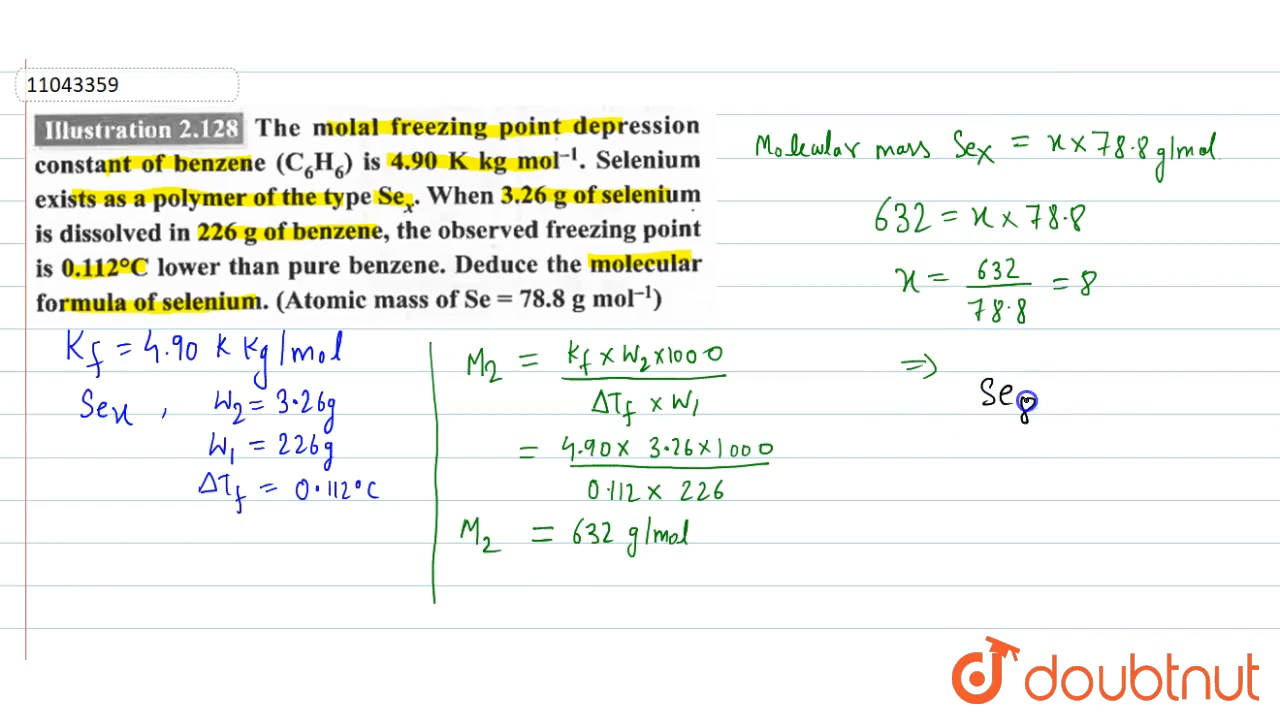 11043359
Illustration 2.128 The molal freezing point depression
constant of benzene (C₆H₆) is 4.90 K kg mol⁻¹. Selenium
exists as a polymer of the type Seₓ. When 3.26 g of selenium
is dissolved in 226 g of benzene, the observed freezing point
is 0.112°C lower than pure benzene. Deduce the molecular
formula of selenium. (Atomic mass of Se = 78.8 g mol⁻¹)
K_f = 4.90 K Kg/mol
Seₓ , W₂ = 3.26g
W₁ = 226g
ΔT_f = 0.112°C
M₂ = K_f × W₂ × 1000
ΔT_f × W₁
= 4.90 × 3.26 × 1000
0.112 × 226
M₂ = 632 g/mol
Molecular mass Seₓ = x × 78.8 g/mol.
632 = x × 78.8
x = 632 / 78.8 = 8
⇒ Se₈
doubtnut